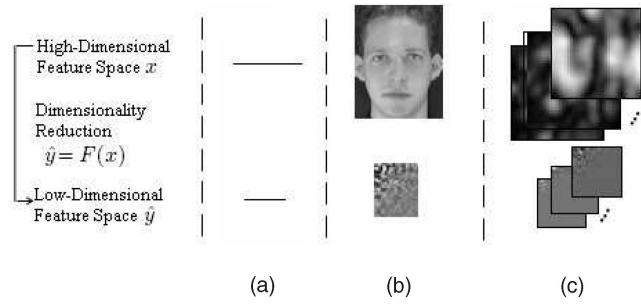 High-Dimensional
Feature Space x
Dimensionality
Reduction
ŷ = F(x)
Low-Dimensional
Feature Space ŷ
(a)
(b)
(c)